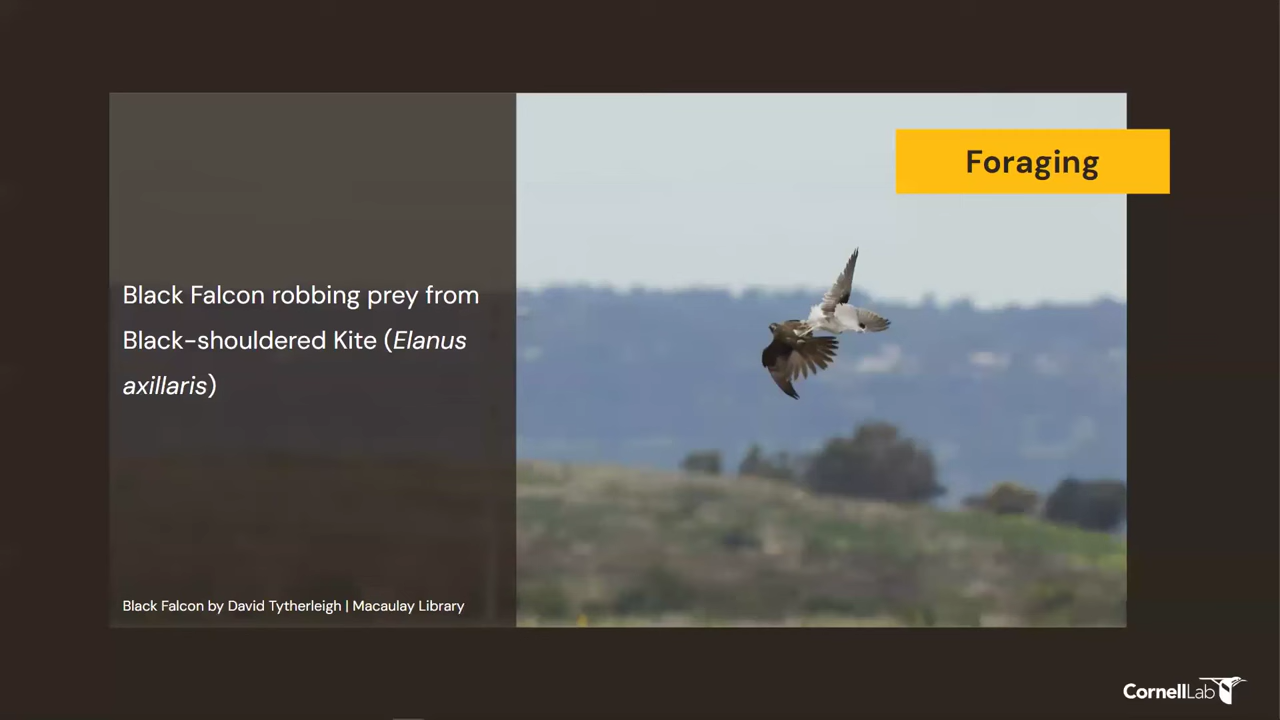 Foraging
Black Falcon robbing prey from
Black-shouldered Kite (Elanus
axillaris)
Black Falcon by David Tytherleigh | Macaulay Library
CornellLab